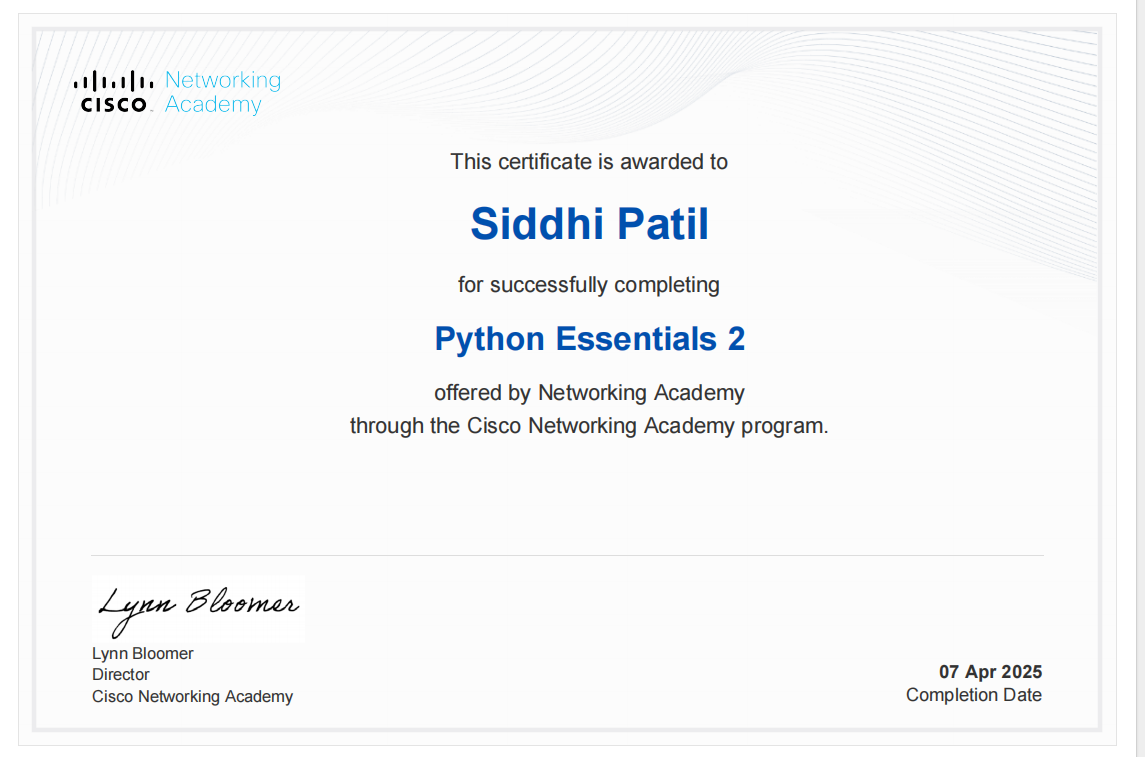 Networking
CISCO Academy
This certificate is awarded to
Siddhi Patil
for successfully completing
Python Essentials 2
offered by Networking Academy
through the Cisco Networking Academy program.
Lynn Bloomer
Lynn Bloomer
Director
Cisco Networking Academy
07 Apr 2025
Completion Date